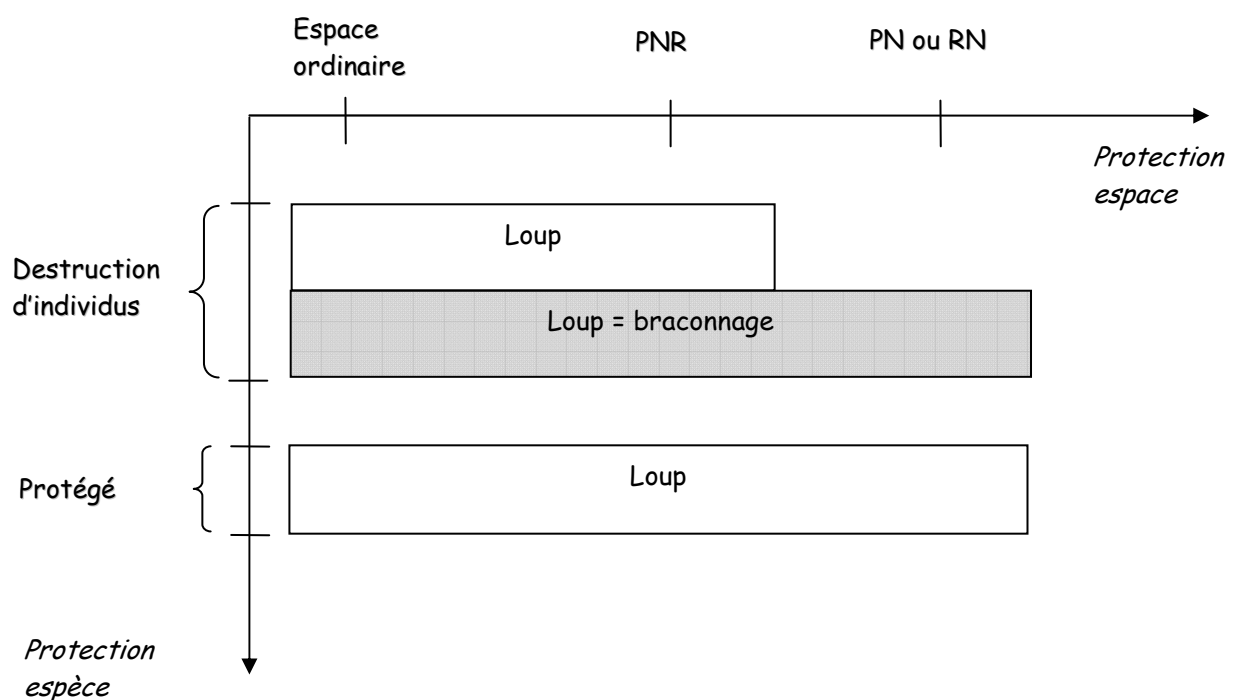 Espace
ordinaire
PNR
PN ou RN
Protection
espace
Loup
Destruction
d'individus
Loup = braconnage
Loup
Protégé
Protection
espèce